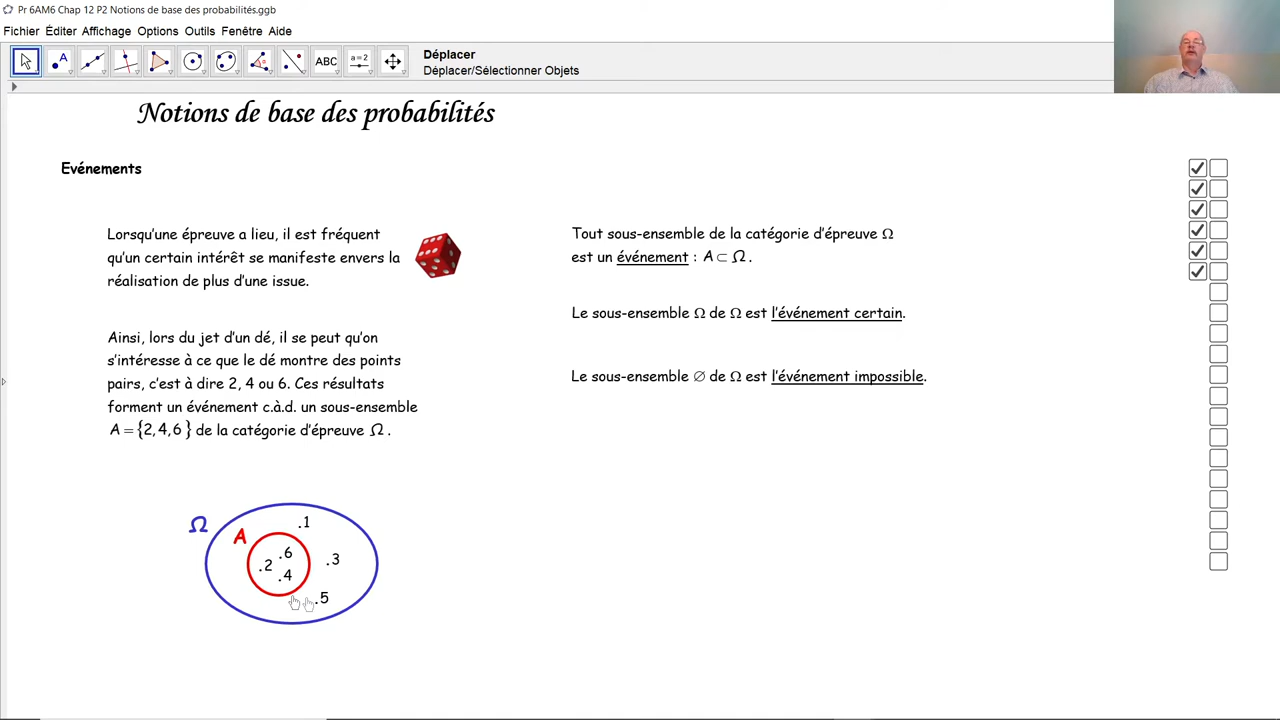 Pr 6AM6 Chap 12 P2 Notions de base des probabilités.ggb
Fichier Éditer Affichage Options Outils Fenêtre Aide
A
ABC
a=2
Déplacer
Déplacer/Sélectionner Objets
Notions de base des probabilités
Evénements
Lorsqu'une épreuve a lieu, il est fréquent
qu'un certain intérêt se manifeste envers la
réalisation de plus d'une issue.
Ainsi, lors du jet d'un dé, il se peut qu'on
s'intéresse à ce que le dé montre des points
pairs, c'est à dire 2, 4 ou 6. Ces résultats
forment un événement c.à.d. un sous-ensemble
A = {2,4,6} de la catégorie d'épreuve Ω .
Ω
A
.1
.6
.2
.4
.3
.5
Tout sous-ensemble de la catégorie d'épreuve Ω
est un événement : A ⊂ Ω .
Le sous-ensemble Ω de Ω est l'événement certain.
Le sous-ensemble ∅ de Ω est l'événement impossible.